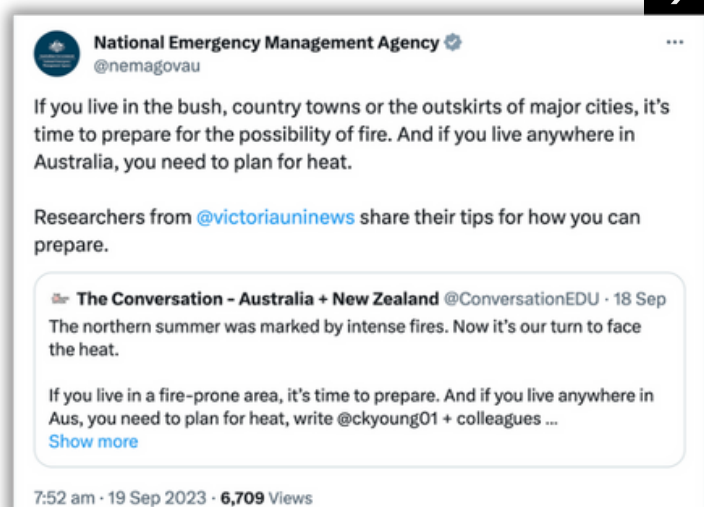 National Emergency Management Agency
@nemagovau
If you live in the bush, country towns or the outskirts of major cities, it's
time to prepare for the possibility of fire. And if you live anywhere in
Australia, you need to plan for heat.
Researchers from @victoriauninews share their tips for how you can
prepare.
The Conversation - Australia + New Zealand @ConversationEDU · 18 Sep
The northern summer was marked by intense fires. Now it's our turn to face
the heat.
If you live in a fire-prone area, it's time to prepare. And if you live anywhere in
Aus, you need to plan for heat, write @ckyoung01 + colleagues ...
Show more
7:52 am · 19 Sep 2023 · 6,709 Views